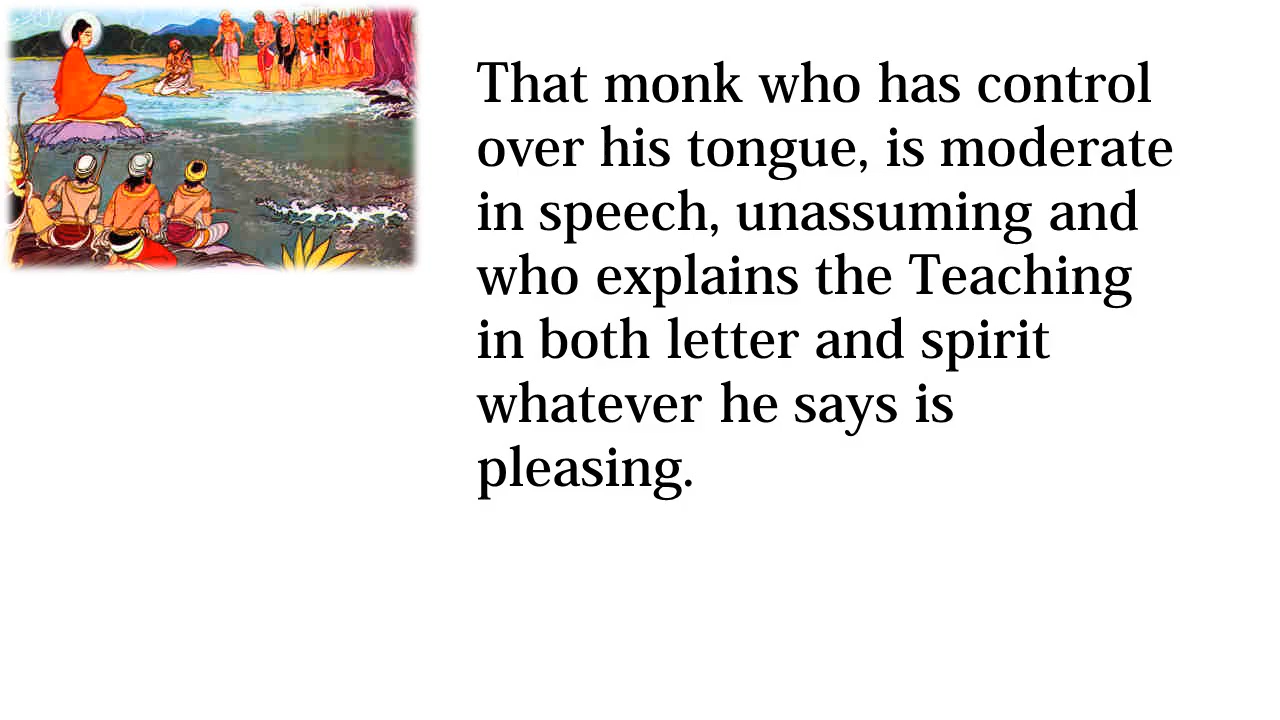 That monk who has control
over his tongue, is moderate
in speech, unassuming and
who explains the Teaching
in both letter and spirit
whatever he says is
pleasing.